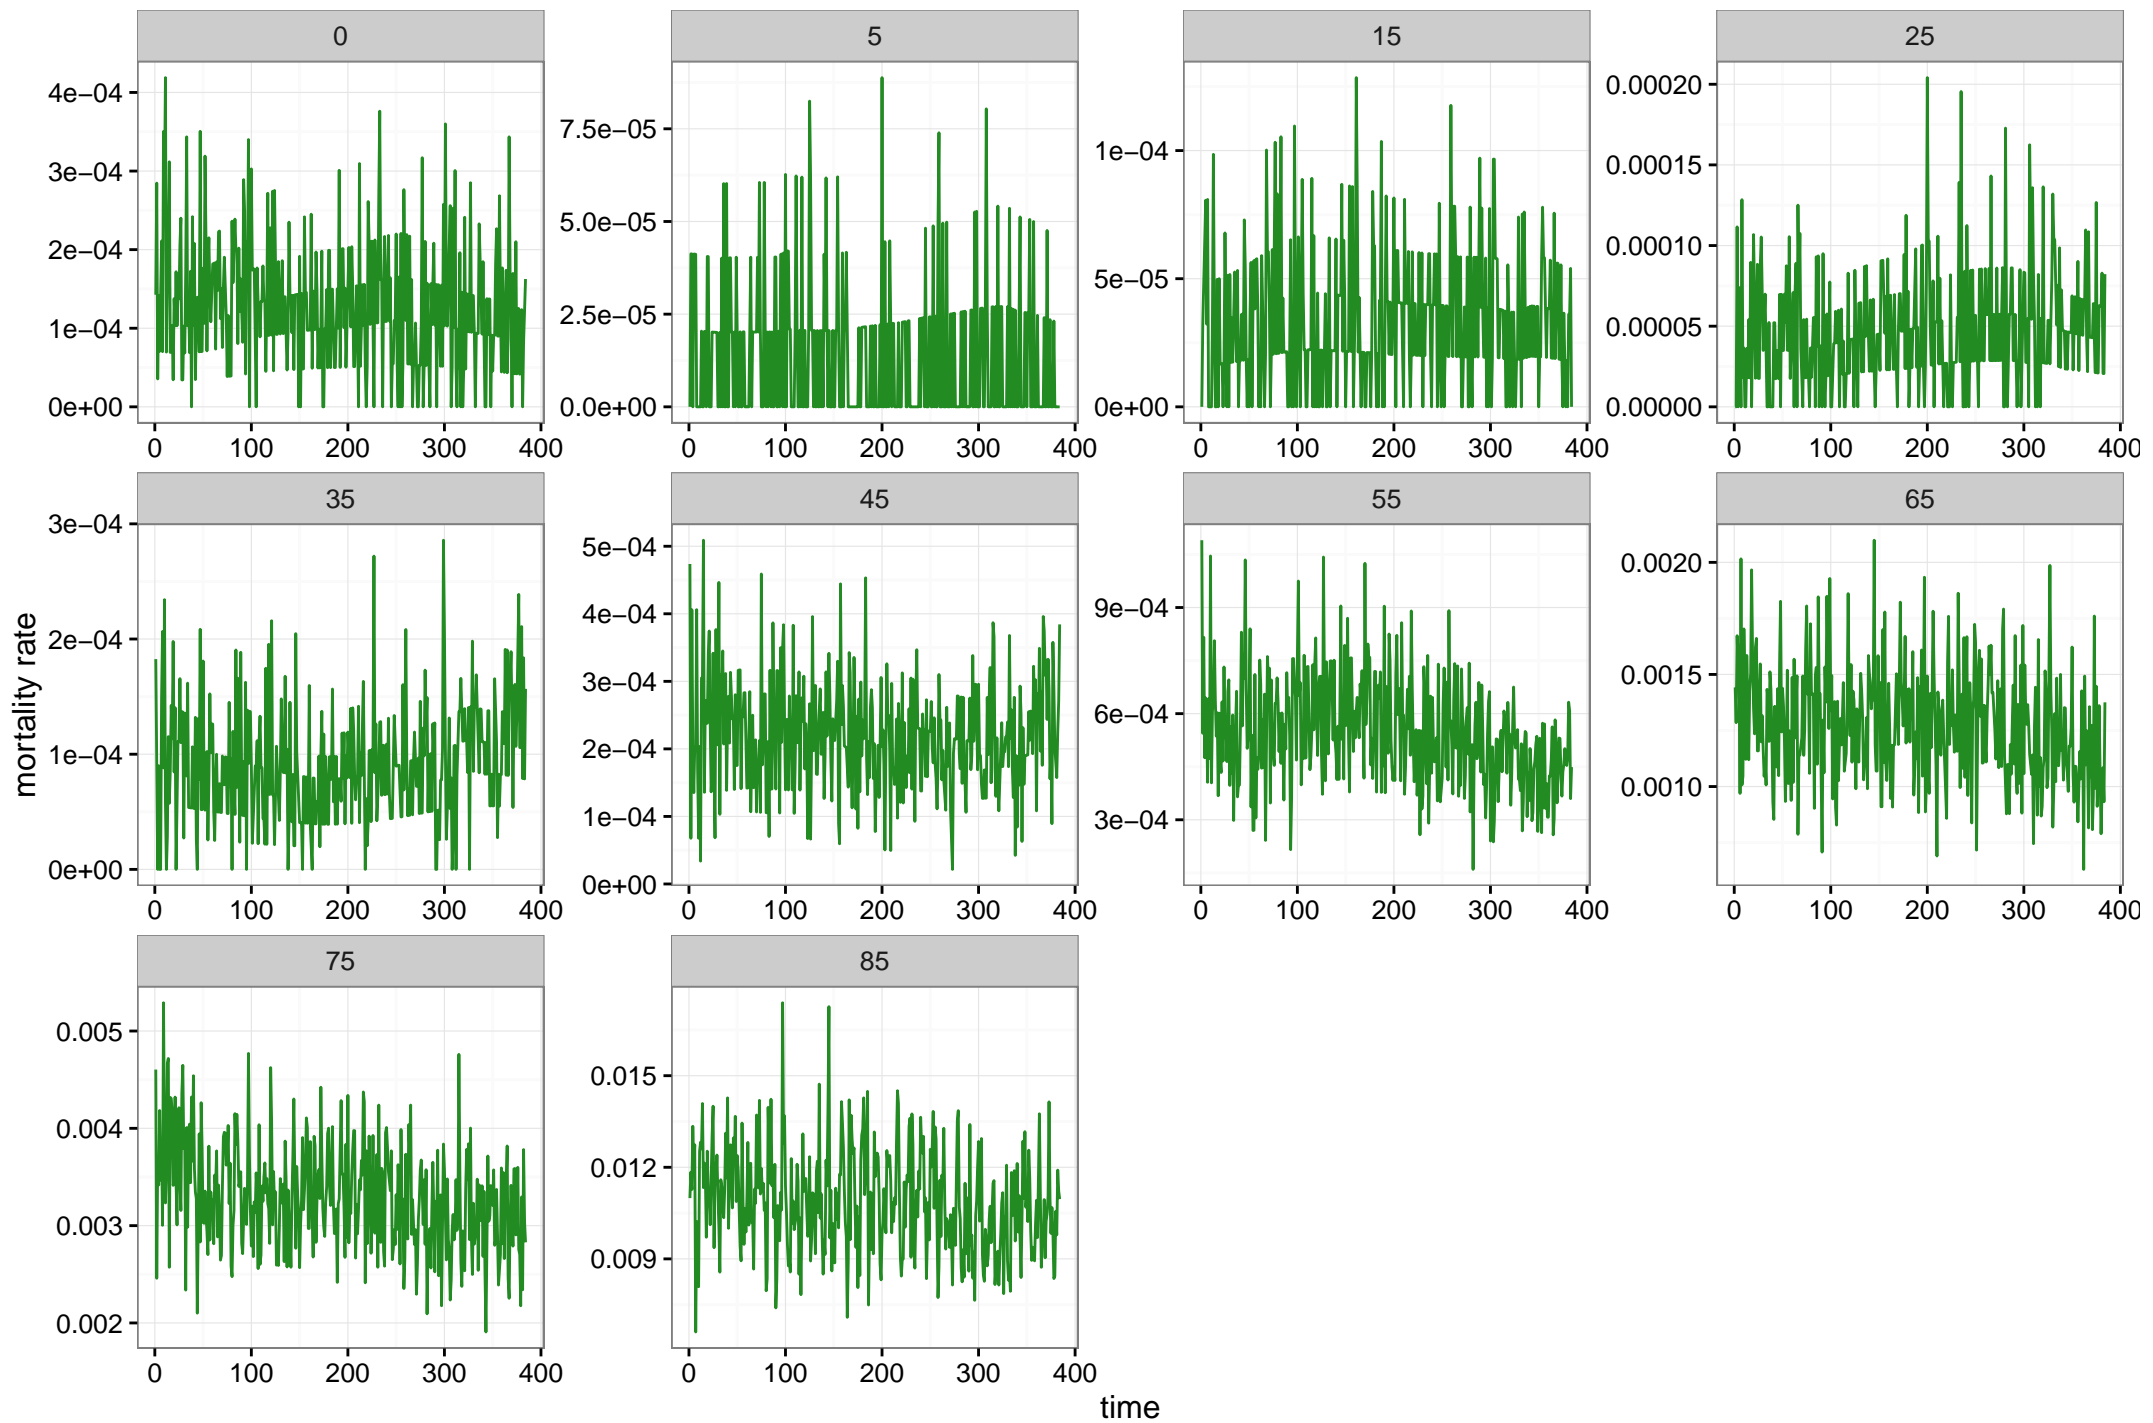 0
5
15
25
4e−04
3e−04
2e−04
1e−04
0e+00
7.5e−05
5.0e−05
2.5e−05
0.0e+00
1e−04
5e−05
0e+00
0.00020
0.00015
0.00010
0.00005
0.00000
0 100 200 300 400
0 100 200 300 400
0 100 200 300 400
0 100 200 300 400
mortality rate
35
45
55
65
3e−04
2e−04
1e−04
0e+00
5e−04
4e−04
3e−04
2e−04
1e−04
0e+00
9e−04
6e−04
3e−04
0.0020
0.0015
0.0010
0 100 200 300 400
0 100 200 300 400
0 100 200 300 400
0 100 200 300 400
75
85
0.005
0.004
0.003
0.002
0.015
0.012
0.009
0 100 200 300 400
0 100 200 300 400
time